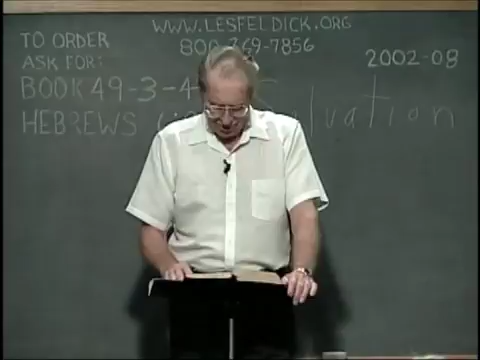 WWW.LESFELDICK.ORG
800-369-7856
TO ORDER
ASK FOR:
2002-08
BOOK 49-3-4
HEBREWS